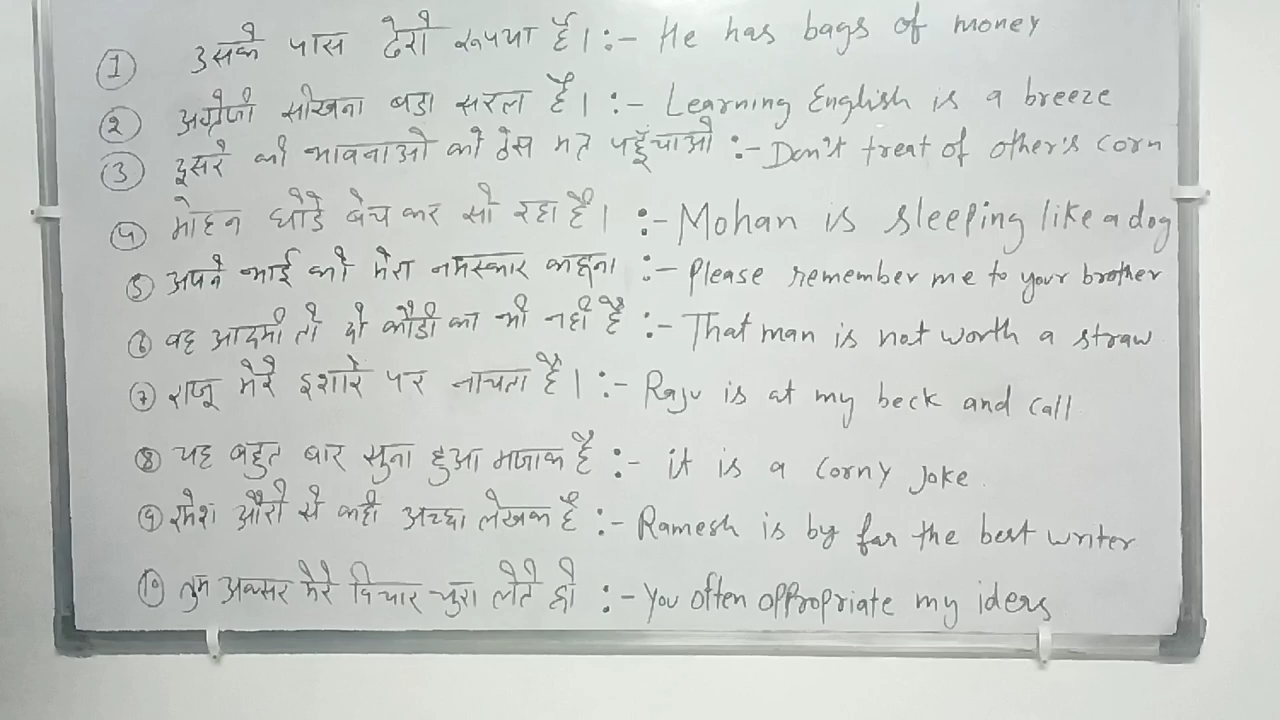 ① उसके पास ढेरो रूपया है। :- He has bags of money
② अग्रेजी सीखना बडा सरल है। :- Learning English is a breeze
③ दूसरे की भावनाओ को ठेस मत पहुँचाओ :- Don't treat of other's corn
④ मोहन घोडे बेच कर सो रहा है। :- Mohan is sleeping like a dog
⑤ अपने भाई को मेरा नमस्कार कहना :- Please remember me to your brother
⑥ वह आदमी तो दो कौडी का भी नही है :- That man is not worth a straw
⑦ राजू मेरे इशारे पर नाचता है। :- Raju is at my beck and call
⑧ यह बहुत बार सुना हुआ मजाक है :- it is a corny joke.
⑨ रमेश औरो से कही अच्छा लेखक है :- Ramesh is by far the best writer
⑩ तुम अक्सर मेरे विचार चुरा लेते हो :- You often appropriate my iders